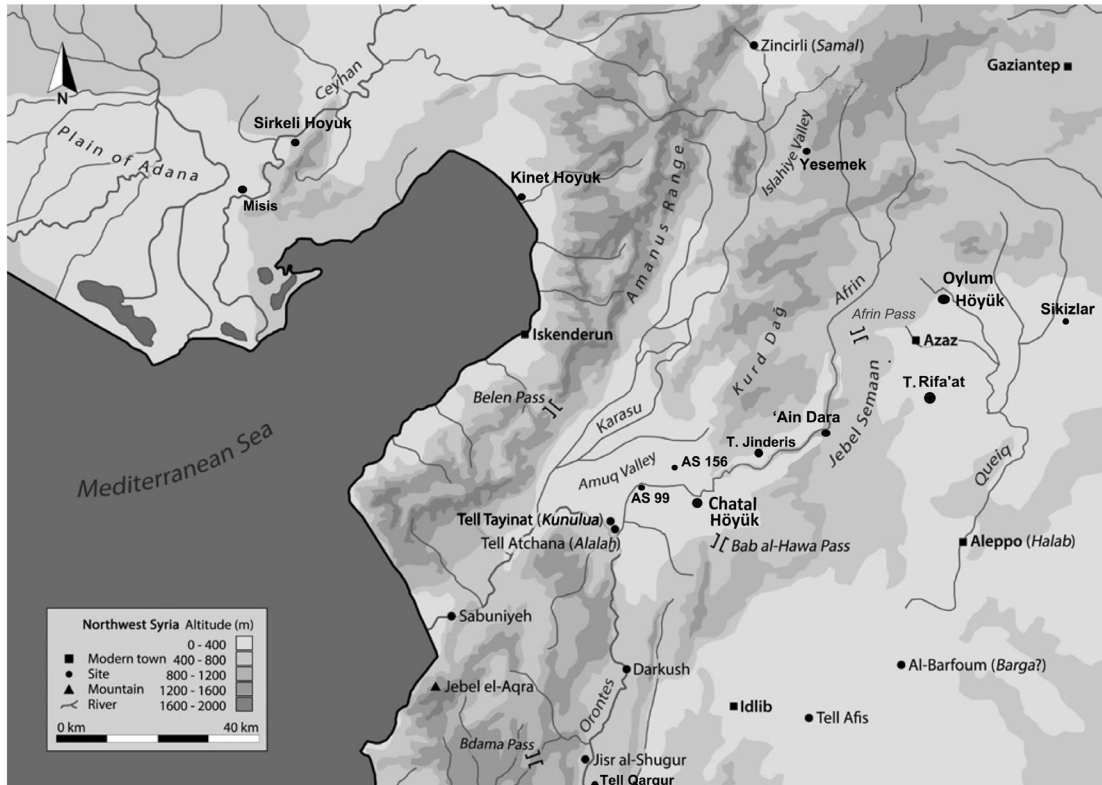 Zincirli (Samal)
Gaziantep
N
Ceyhan
Sirkeli Hoyuk
Plain of Adana
Islahiye Valley
Yesemek
Kinet Hoyuk
Misis
Amanus Range
Oylum
Höyük
Afrin
Afrin Pass
Sikizlar
Iskenderun
Azaz
Kurd Dağ
Belen Pass
T. Rifa'at
Karasu
'Ain Dara
Jebel Semaan
Mediterranean Sea
T. Jinderis
Amuq Valley
AS 156
Queiq
AS 99
Chatal
Höyük
Tell Tayinat (Kunulua)
Tell Atchana (Alalaḫ)
Bab al-Hawa Pass
Aleppo (Halab)
Sabuniyeh
Northwest Syria Altitude (m)
0 - 400
Modern town 400 - 800
Site 800 - 1200
Mountain 1200 - 1600
River 1600 - 2000
0 km 40 km
Darkush
Al-Barfoum (Barga?)
Jebel el-Aqra
Orontes
Idlib
Tell Afis
Bdama Pass
Jisr al-Shugur
Tell Qarqur